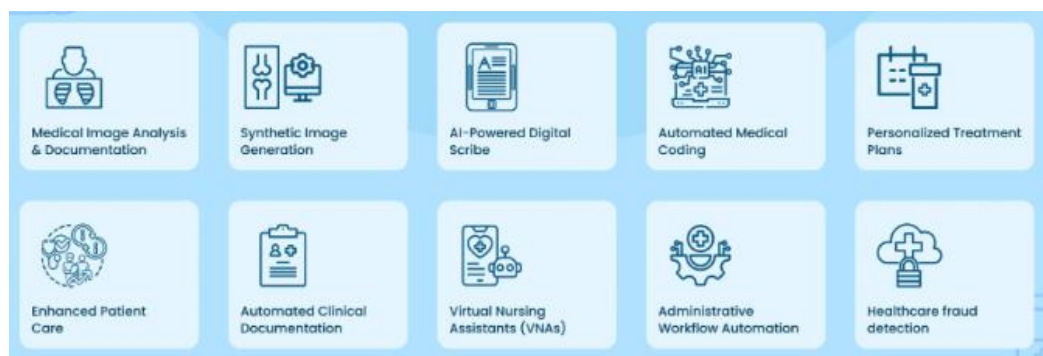 Medical Image Analysis
& Documentation
Synthetic Image
Generation
A
AI-Powered Digital
Scribe
AI
Automated Medical
Coding
Personalized Treatment
Plans
Enhanced Patient
Care
Automated Clinical
Documentation
Virtual Nursing
Assistants (VNAs)
Administrative
Workflow Automation
Healthcare fraud
detection